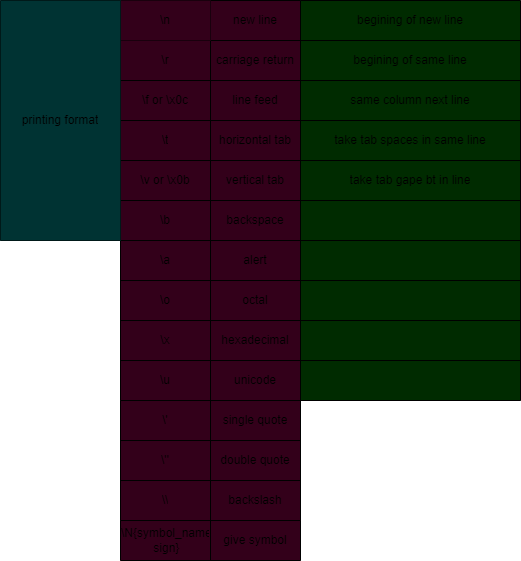 \n new line begining of new line
\r carriage return begining of same line
\f or \x0c line feed same column next line
printing format
\t horizontal tab take tab spaces in same line
\v or \x0b vertical tab take tab gape bt in line
\b backspace
\a alert
\o octal
\x hexadecimal
\u unicode
\' single quote
\" double quote
\\ backslash
N{symbol_name
sign} give symbol